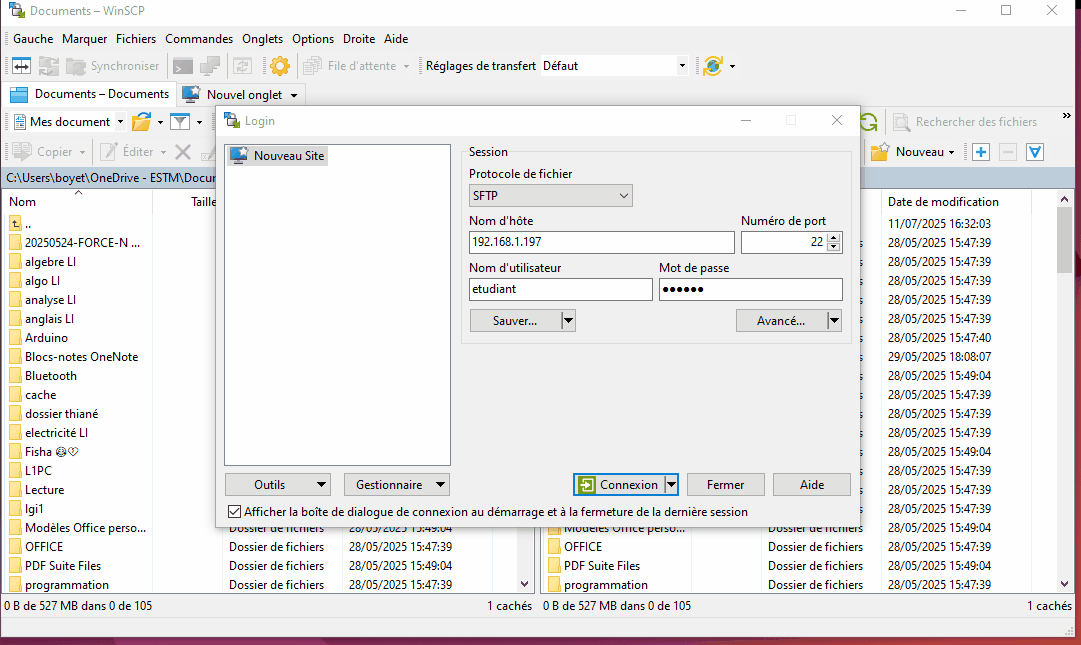 Documents – WinSCP
Gauche Marquer Fichiers Commandes Onglets Options Droite Aide
Synchroniser File d'attente Réglages de transfert Défaut
Documents – Documents Nouvel onglet
Mes document Rechercher des fichiers »
Copier Éditer Nouveau
C:\Users\boyet\OneDrive - ESTM\Docur
Nom Taille Date de modification
.. 11/07/2025 16:32:03
20250524-FORCE-N ... 28/05/2025 15:47:39
algebre LI 28/05/2025 15:47:39
algo LI 28/05/2025 15:47:39
analyse LI 28/05/2025 15:47:39
anglais LI 28/05/2025 15:47:39
Arduino 28/05/2025 15:47:40
Blocs-notes OneNote 29/05/2025 18:08:07
Bluetooth 28/05/2025 15:49:04
cache 28/05/2025 15:47:39
dossier thiané 28/05/2025 15:47:39
electricité LI 28/05/2025 15:47:39
Fisha 28/05/2025 15:49:04
L1PC 28/05/2025 15:47:39
Lecture 28/05/2025 15:47:39
lgi1 28/05/2025 15:47:39
Login
Nouveau Site
Session
Protocole de fichier
SFTP
Nom d'hôte Numéro de port
192.168.1.197 22
Nom d'utilisateur Mot de passe
etudiant ●●●●●●
Sauver... Avancé...
Outils Gestionnaire Connexion Fermer Aide
Afficher la boîte de dialogue de connexion au démarrage et à la fermeture de la dernière session
Modèles Office perso... Dossier de fichiers 28/05/2025 15:49:04 Modèles Office perso... Dossier de fichiers 28/05/2025 15:49:04
OFFICE Dossier de fichiers 28/05/2025 15:47:39 OFFICE Dossier de fichiers 28/05/2025 15:47:39
PDF Suite Files Dossier de fichiers 28/05/2025 15:49:04 PDF Suite Files Dossier de fichiers 28/05/2025 15:49:04
programmation Dossier de fichiers 28/05/2025 15:47:39 programmation Dossier de fichiers 28/05/2025 15:47:39
0 B de 527 MB dans 0 de 105 1 cachés 0 B de 527 MB dans 0 de 105 1 cachés